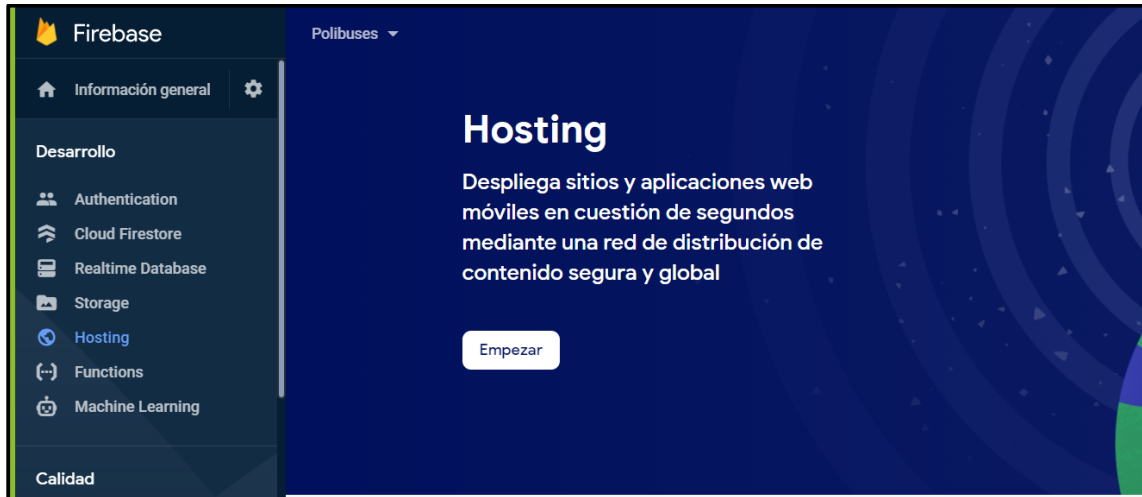 Firebase
Información general
Desarrollo
Authentication
Cloud Firestore
Realtime Database
Storage
Hosting
Functions
Machine Learning
Calidad
Polibuses
Hosting
Despliega sitios y aplicaciones web
móviles en cuestión de segundos
mediante una red de distribución de
contenido segura y global
Empezar